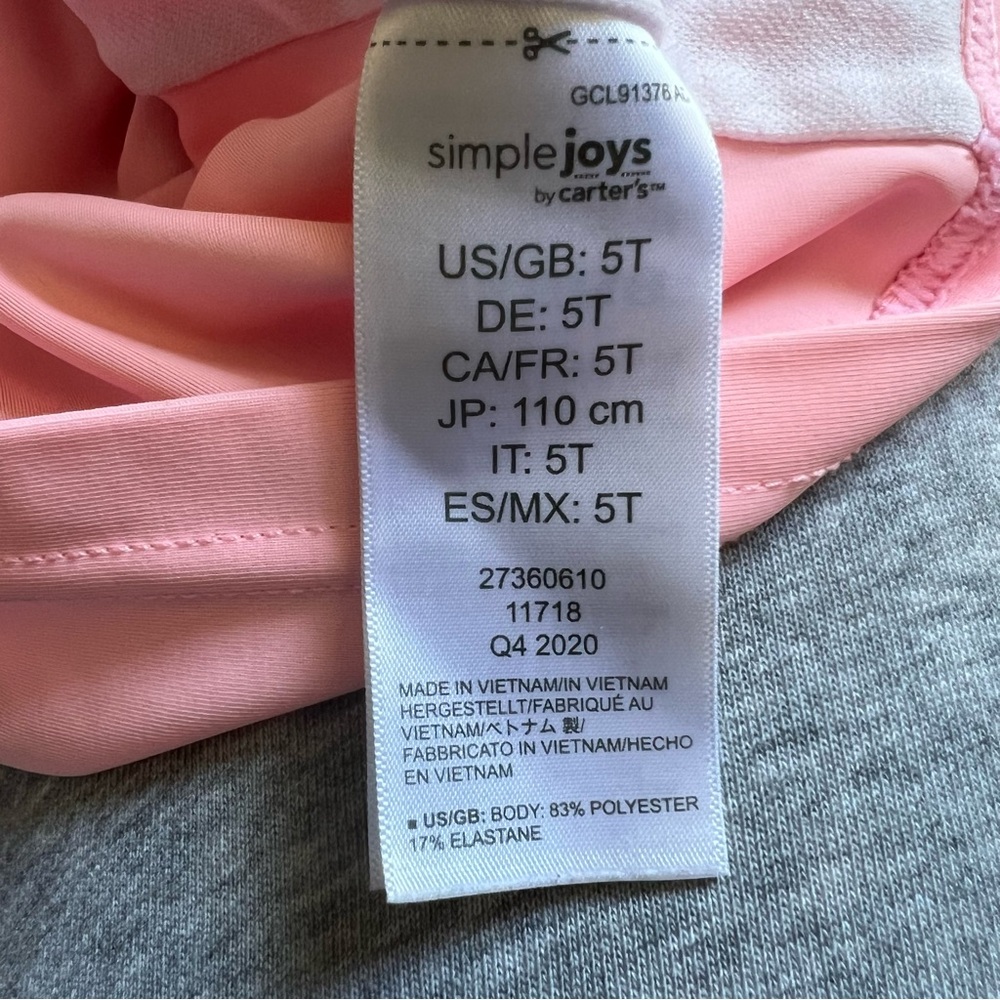 GCL91376
simple joys
by carter's™
US/GB: 5T
DE: 5T
CA/FR: 5T
JP: 110 cm
IT: 5T
ES/MX: 5T
27360610
11718
Q4 2020
MADE IN VIETNAM/IN VIETNAM
HERGESTELLT/FABRIQUÉ AU
VIETNAM/ベトナム 製/
FABBRICATO IN VIETNAM/HECHO
EN VIETNAM
■ US/GB: BODY: 83% POLYESTER
17% ELASTANE